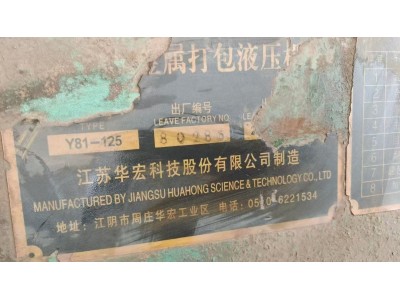 金属打包液压机
出厂编号
TYPE LEAVE FACTORY NO LE
Y81-125 80283
江苏华宏科技股份有限公司制造
MANUFACTURED BY JIANGSU HUAHONG SCIENCE & TECHNOLOGY CO., LTD
地址: 江阴市周庄华宏工业区 电话: 0510-6221534